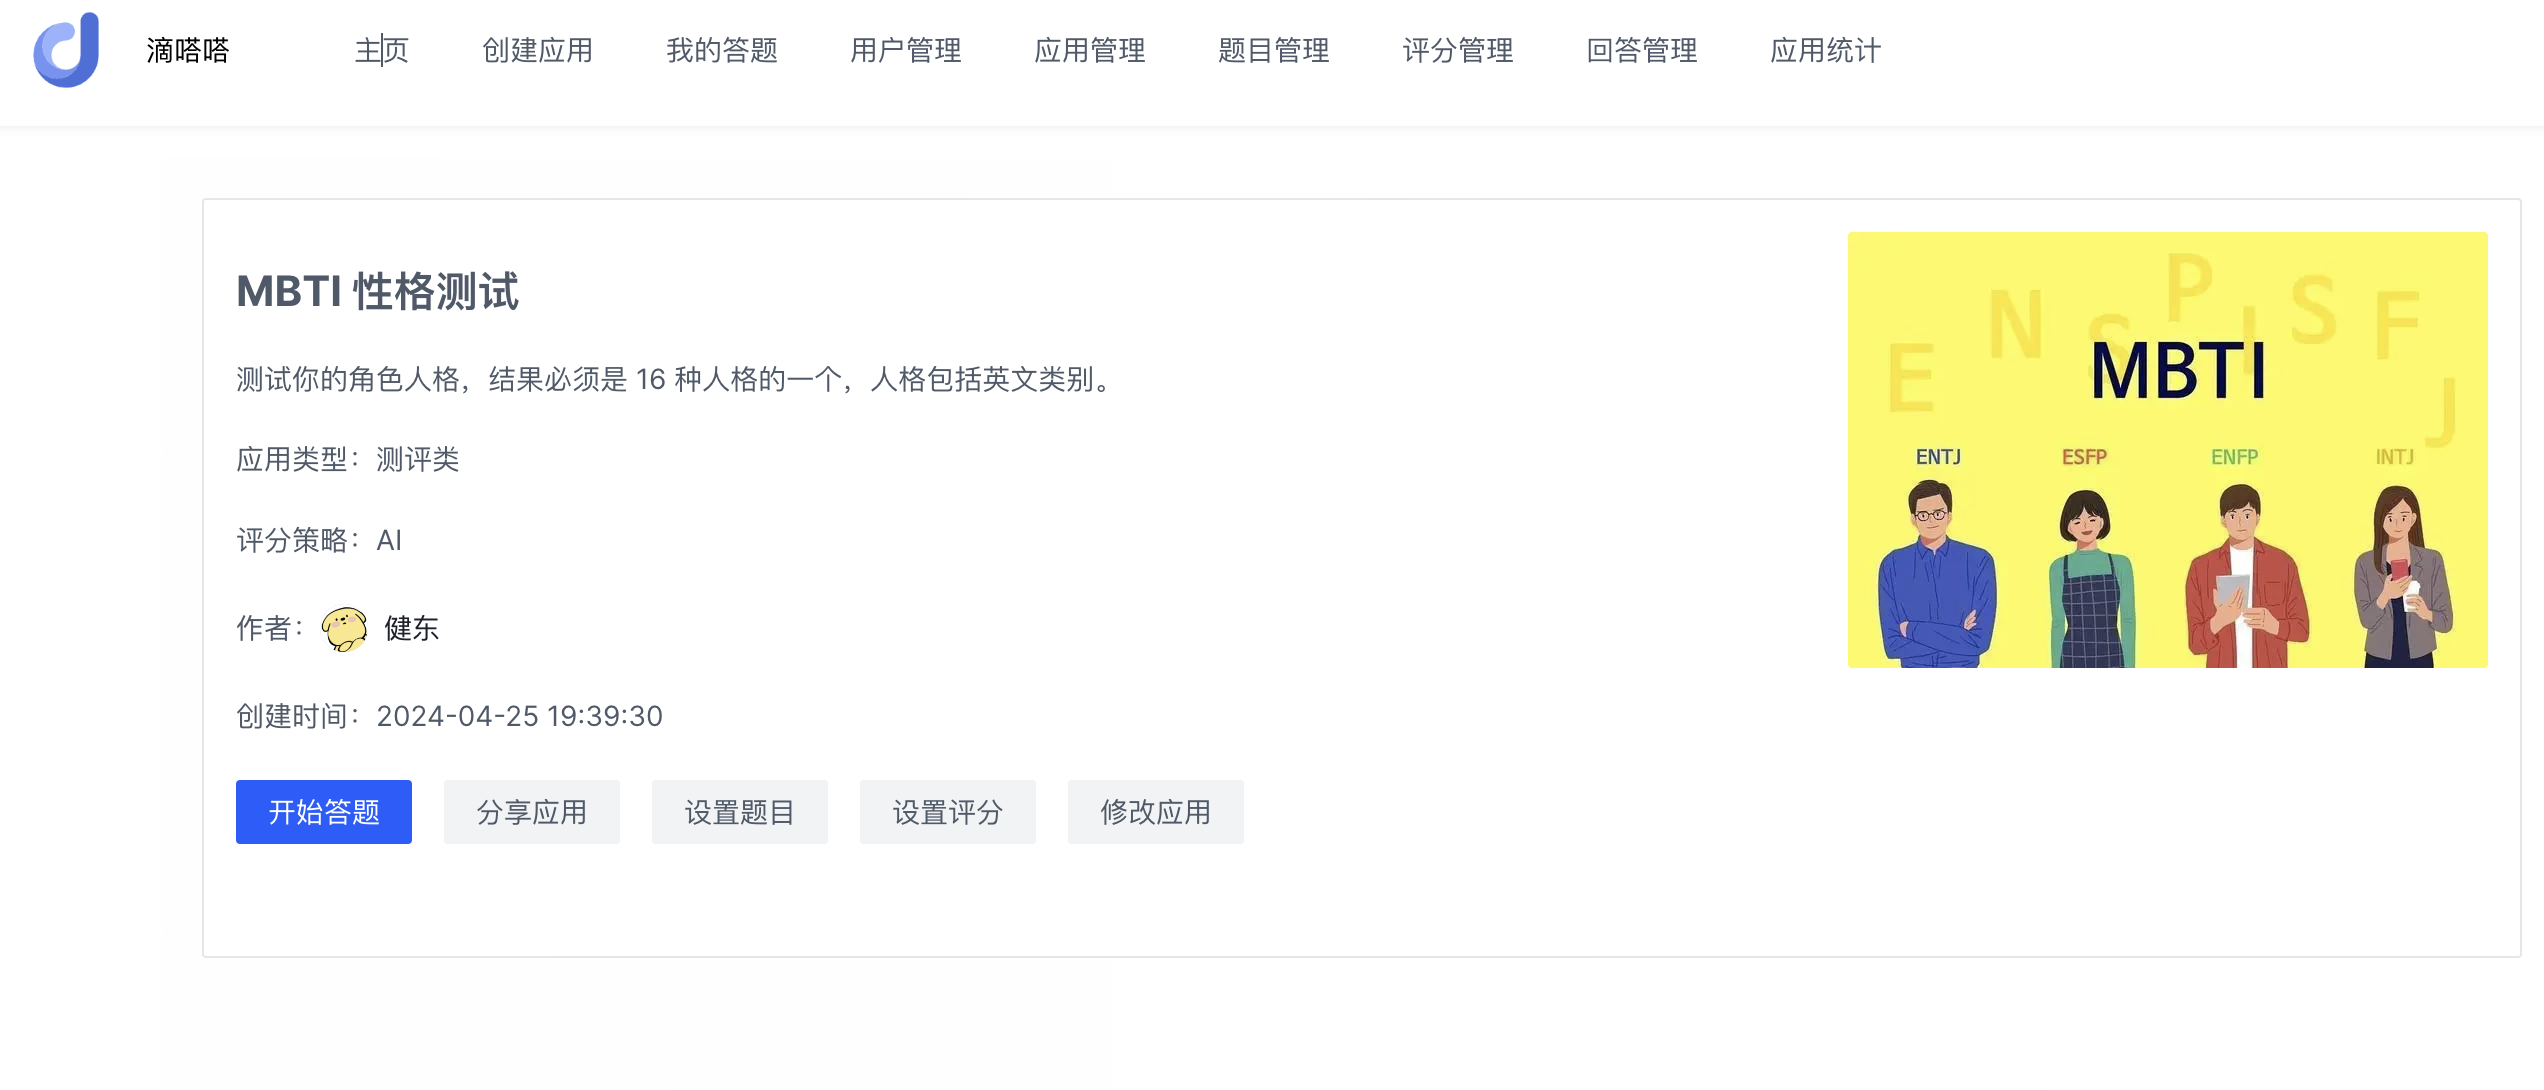 滴嗒嗒 主页 创建应用 我的答题 用户管理 应用管理 题目管理 评分管理 回答管理 应用统计
MBTI 性格测试
测试你的角色人格，结果必须是 16 种人格的一个，人格包括英文类别。
应用类型：测评类
评分策略：AI
作者： 健东
创建时间：2024-04-25 19:39:30
开始答题 分享应用 设置题目 设置评分 修改应用
E N S P I S F J
MBTI
ENTJ ESFP ENFP INTJ